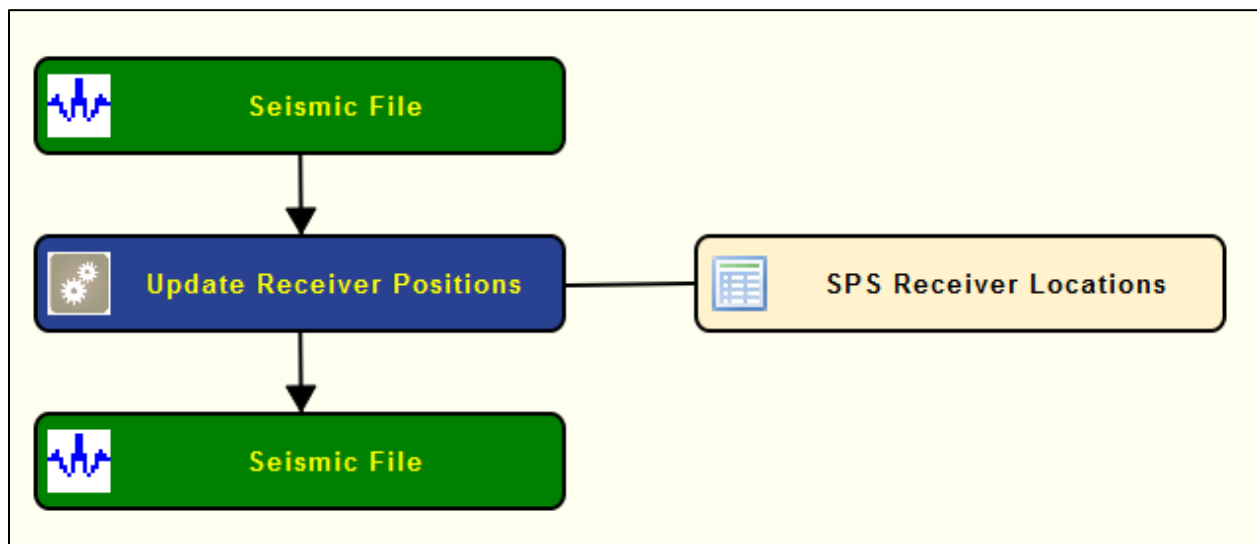 Seismic File
Update Receiver Positions
SPS Receiver Locations
Seismic File